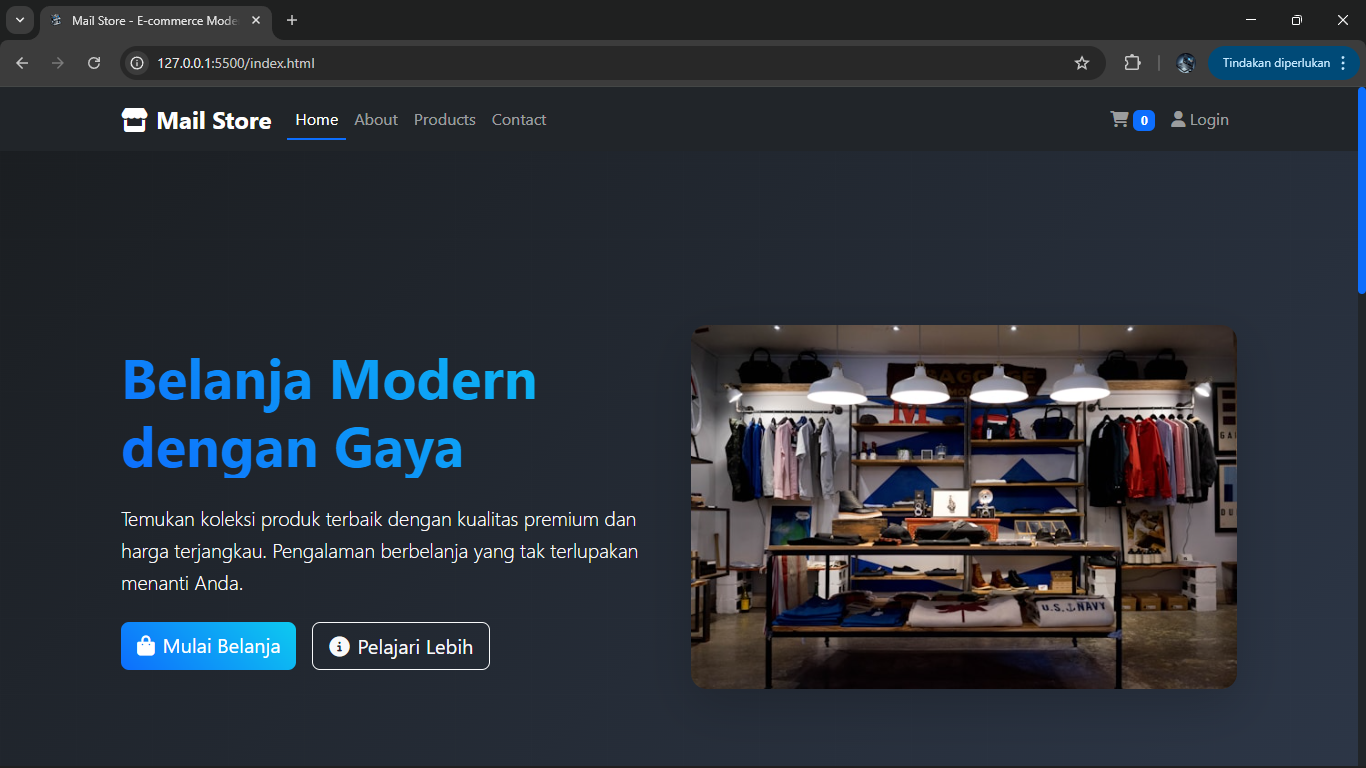 Mail Store - E-commerce Mode
127.0.0.1:5500/index.html
Tindakan diperlukan
Mail Store
Home
About
Products
Contact
0
Login
Belanja Modern
dengan Gaya
Temukan koleksi produk terbaik dengan kualitas premium dan
harga terjangkau. Pengalaman berbelanja yang tak terlupakan
menanti Anda.
Mulai Belanja
Pelajari Lebih
M
U.S. NAVY